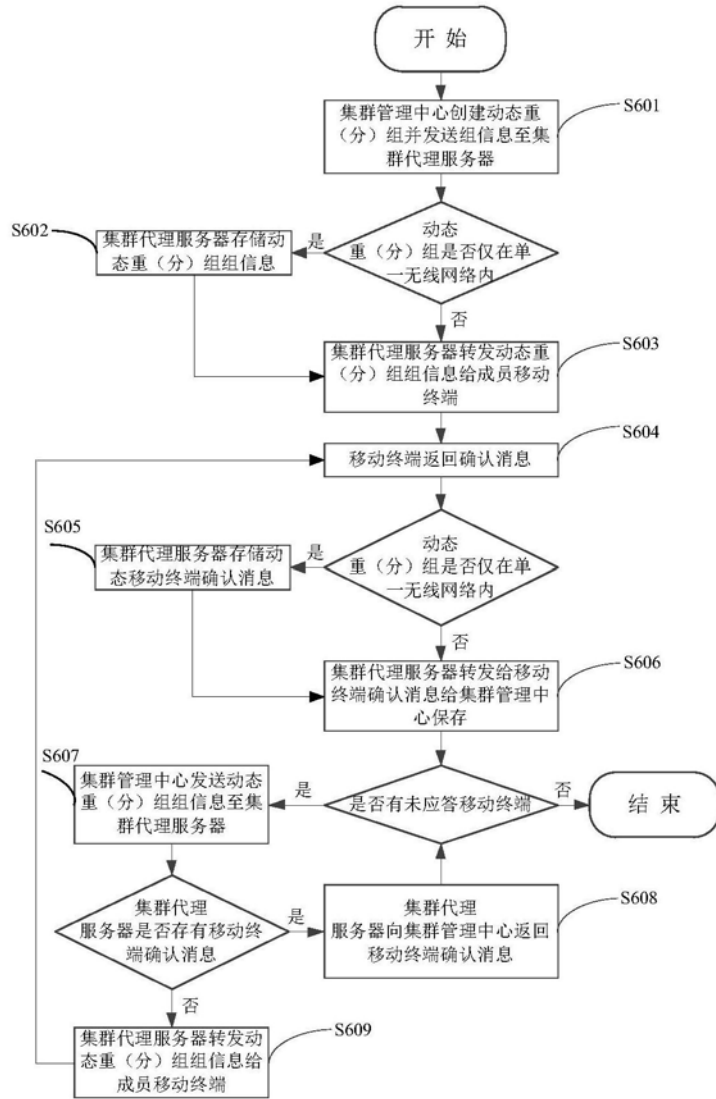 开 始
集群管理中心创建动态重
（分）组并发送组信息至集
群代理服务器
S601
动态
重（分）组是否仅在单
一无线网络内
是
S602
集群代理服务器存储动
态重（分）组组信息
否
集群代理服务器转发动态重
（分）组组信息给成员移动
终端
S603
移动终端返回确认消息
S604
动态
重（分）组是否仅在单
一无线网络内
是
S605
集群代理服务器存储动
态移动终端确认消息
否
集群代理服务器转发给移动
终端确认消息给集群管理中
心保存
S606
是否有未应答移动终端
否
结 束
是
S607
集群管理中心发送动态
重（分）组组信息至集
群代理服务器
集群代理
服务器是否存有移动终
端确认消息
是
集群代理
服务器向集群管理中心返回
移动终端确认消息
S608
否
集群代理服务器转发动
态重（分）组组信息给
成员移动终端
S609